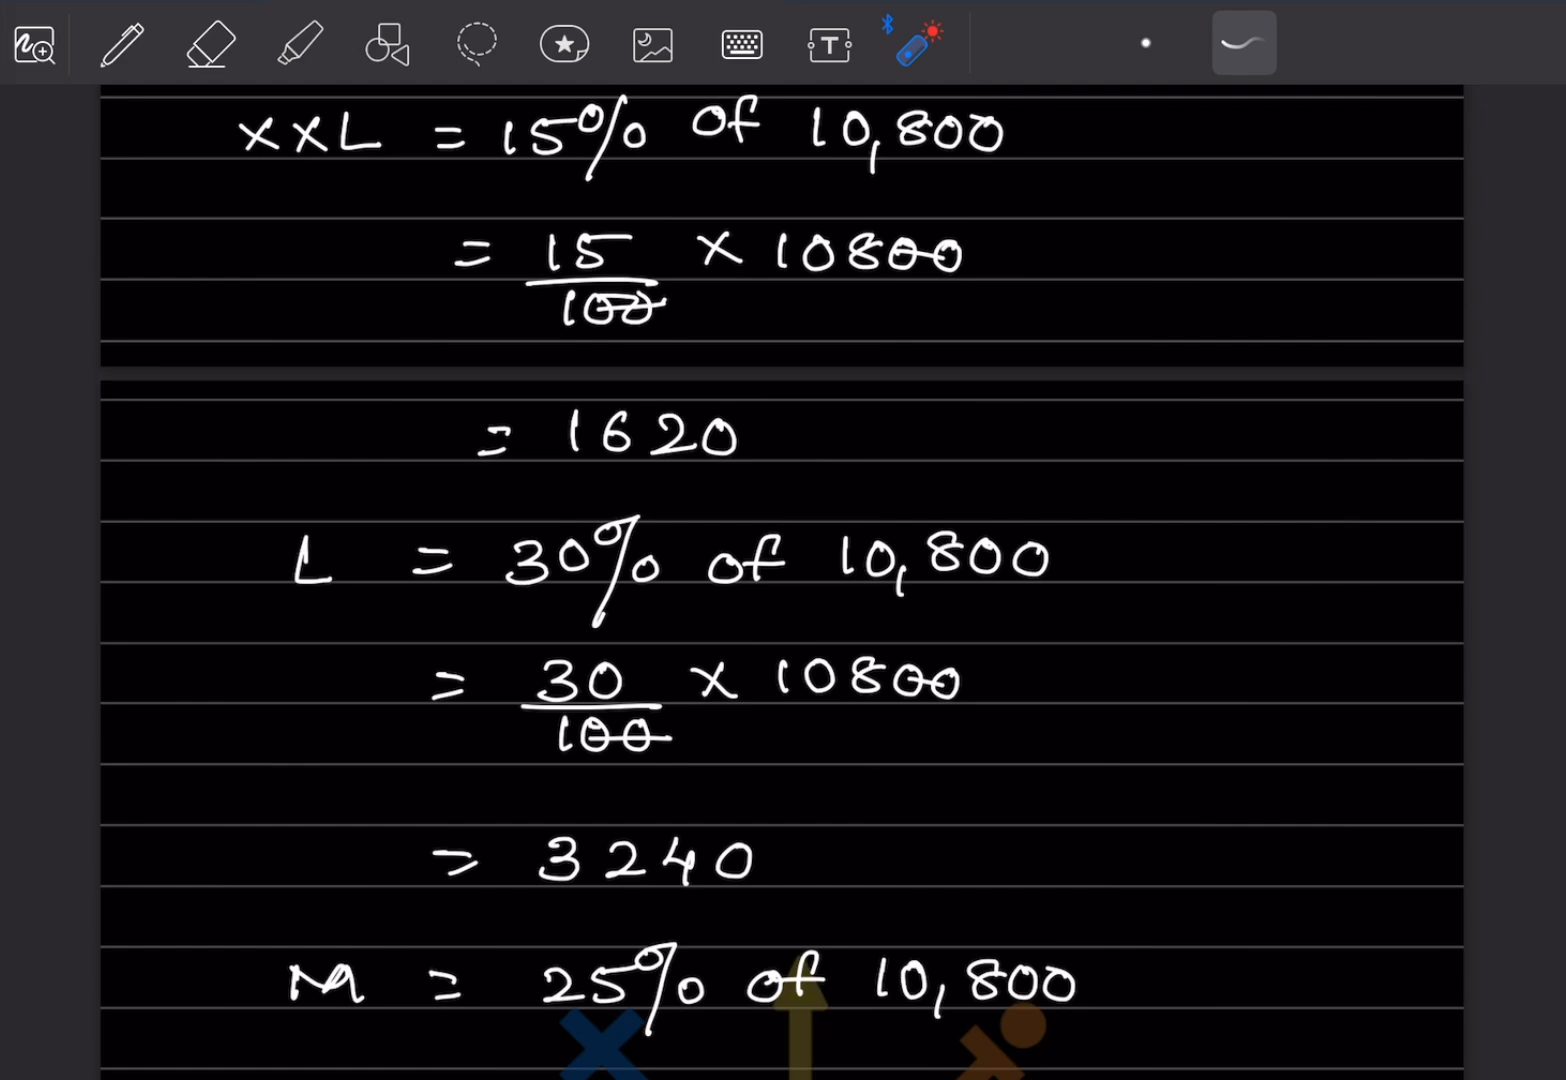 XXL = 15% of 10,800
= 15/100 × 10800
= 1620
L = 30% of 10,800
= 30/100 × 10800
= 3240
M = 25% of 10,800